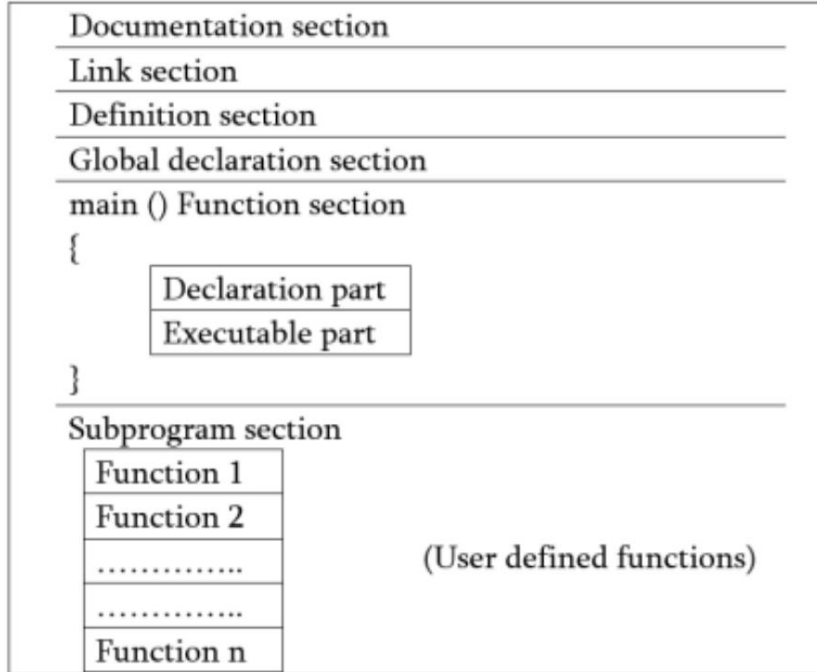 Documentation section
Link section
Definition section
Global declaration section
main () Function section
{
Declaration part
Executable part
}
Subprogram section
Function 1
Function 2
…………..
(User defined functions)
…………..
Function n